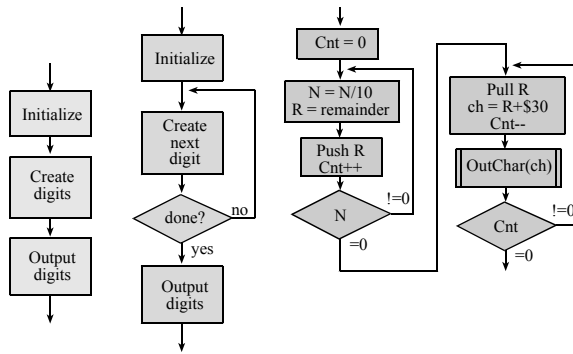 Initialize
Create
digits
Output
digits
Initialize
Create
next
digit
done?
no
yes
Output
digits
Cnt = 0
N = N/10
R = remainder
Push R
Cnt++
N
!=0
=0
Pull R
ch = R+$30
Cnt--
OutChar(ch)
Cnt
!=0
=0